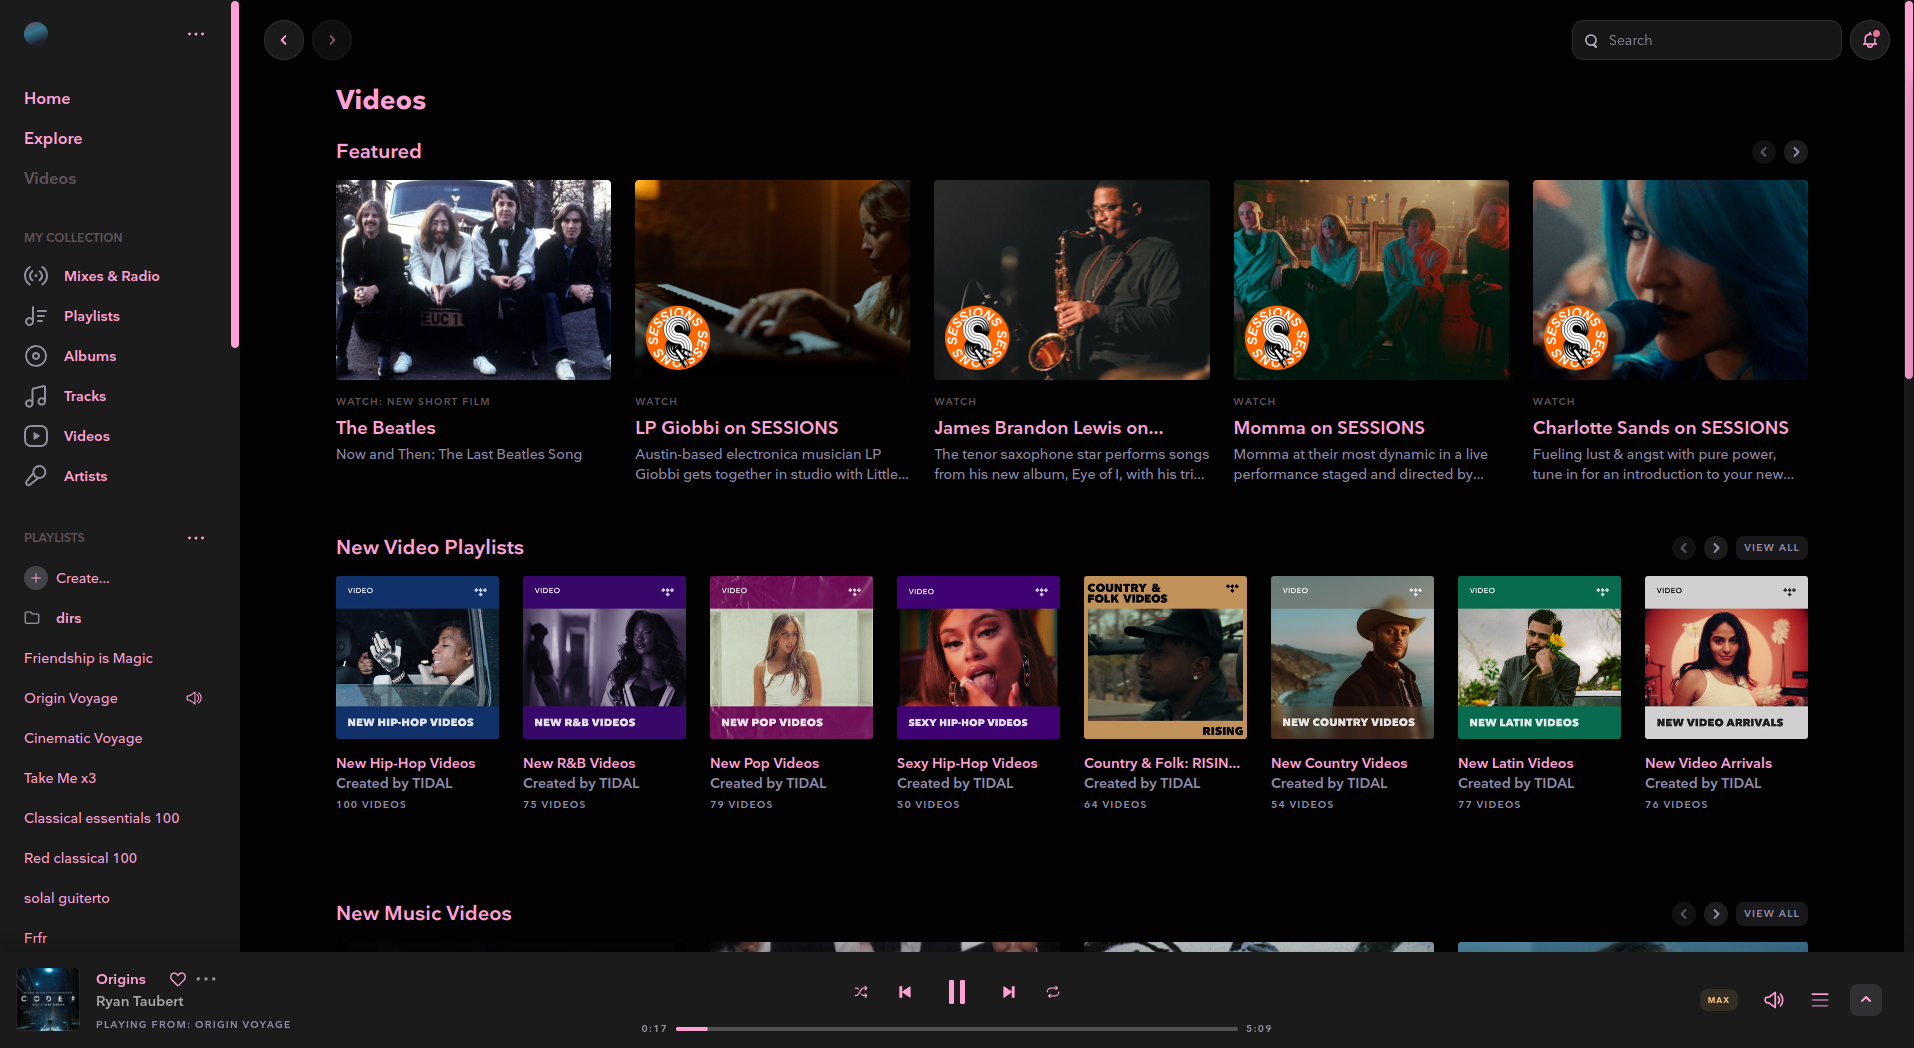 Home
Explore
Videos
MY COLLECTION
Mixes & Radio
Playlists
Albums
Tracks
Videos
Artists
PLAYLISTS
Create...
dirs
Friendship is Magic
Origin Voyage
Cinematic Voyage
Take Me x3
Classical essentials 100
Red classical 100
solal guiterto
Frfr
Search
Videos
Featured
EUC 1
SESSIONS SESSIONS
SESSIONS SESSIONS
SESSIONS SESSIONS
SESSIONS SESSIONS
WATCH: NEW SHORT FILM
The Beatles
Now and Then: The Last Beatles Song
WATCH
LP Giobbi on SESSIONS
Austin-based electronica musician LP
Giobbi gets together in studio with Little...
WATCH
James Brandon Lewis on...
The tenor saxophone star performs songs
from his new album, Eye of I, with his tri...
WATCH
Momma on SESSIONS
Momma at their most dynamic in a live
performance staged and directed by...
WATCH
Charlotte Sands on SESSIONS
Fueling lust & angst with pure power,
tune in for an introduction to your new...
New Video Playlists
VIEW ALL
VIDEO
NEW HIP-HOP VIDEOS
New Hip-Hop Videos
Created by TIDAL
100 VIDEOS
VIDEO
NEW R&B VIDEOS
New R&B Videos
Created by TIDAL
75 VIDEOS
VIDEO
NEW POP VIDEOS
New Pop Videos
Created by TIDAL
79 VIDEOS
VIDEO
SEXY HIP-HOP VIDEOS
Sexy Hip-Hop Videos
Created by TIDAL
50 VIDEOS
COUNTRY &
FOLK VIDEOS
RISING
Country & Folk: RISIN...
Created by TIDAL
64 VIDEOS
VIDEO
NEW COUNTRY VIDEOS
New Country Videos
Created by TIDAL
54 VIDEOS
VIDEO
NEW LATIN VIDEOS
New Latin Videos
Created by TIDAL
77 VIDEOS
VIDEO
NEW VIDEO ARRIVALS
New Video Arrivals
Created by TIDAL
76 VIDEOS
New Music Videos
VIEW ALL
Origins
Ryan Taubert
PLAYING FROM: ORIGIN VOYAGE
0:17
5:09
MAX